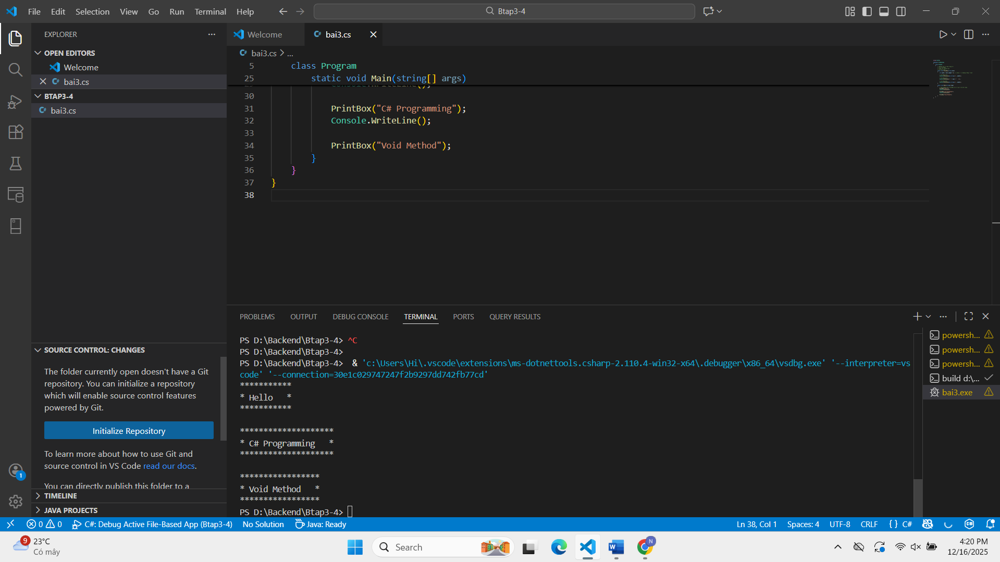 File Edit Selection View Go Run Terminal Help
Btap3-4
EXPLORER
OPEN EDITORS
Welcome
bai3.cs
BTAP3-4
C# bai3.cs
Welcome
C# bai3.cs
C# bai3.cs > ...
5 class Program
25 static void Main(string[] args)
30
31 PrintBox("C# Programming");
32 Console.WriteLine();
33
34 PrintBox("Void Method");
35 }
36 }
37 }
38
SOURCE CONTROL: CHANGES
The folder currently open doesn't have a Git
repository. You can initialize a repository
which will enable source control features
powered by Git.
Initialize Repository
To learn more about how to use Git and
source control in VS Code read our docs.
You can directly publish this folder to a
TIMELINE
JAVA PROJECTS
1
PROBLEMS OUTPUT DEBUG CONSOLE TERMINAL PORTS QUERY RESULTS
PS D:\Backend\Btap3-4> ^C
PS D:\Backend\Btap3-4>
PS D:\Backend\Btap3-4> & 'c:\Users\Hi\.vscode\extensions\ms-dotnettools.csharp-2.110.4-win32-x64\.debugger\x86_64\vsdbg.exe' '--interpreter=vs
code' '--connection=30e1c029747247f2b9297dd742fb77cd'
***********
* Hello   *
***********
********************
* C# Programming   *
********************
*****************
* Void Method   *
*****************
PS D:\Backend\Btap3-4>
powersh...
powersh...
powersh...
build d:\...
bai3.exe
0 0 C#: Debug Active File-Based App (Btap3-4) No Solution Java: Ready
Ln 38, Col 1 Spaces: 4 UTF-8 CRLF { } C#
9
23°C
Có mây
Search
N
4:20 PM
12/16/2025